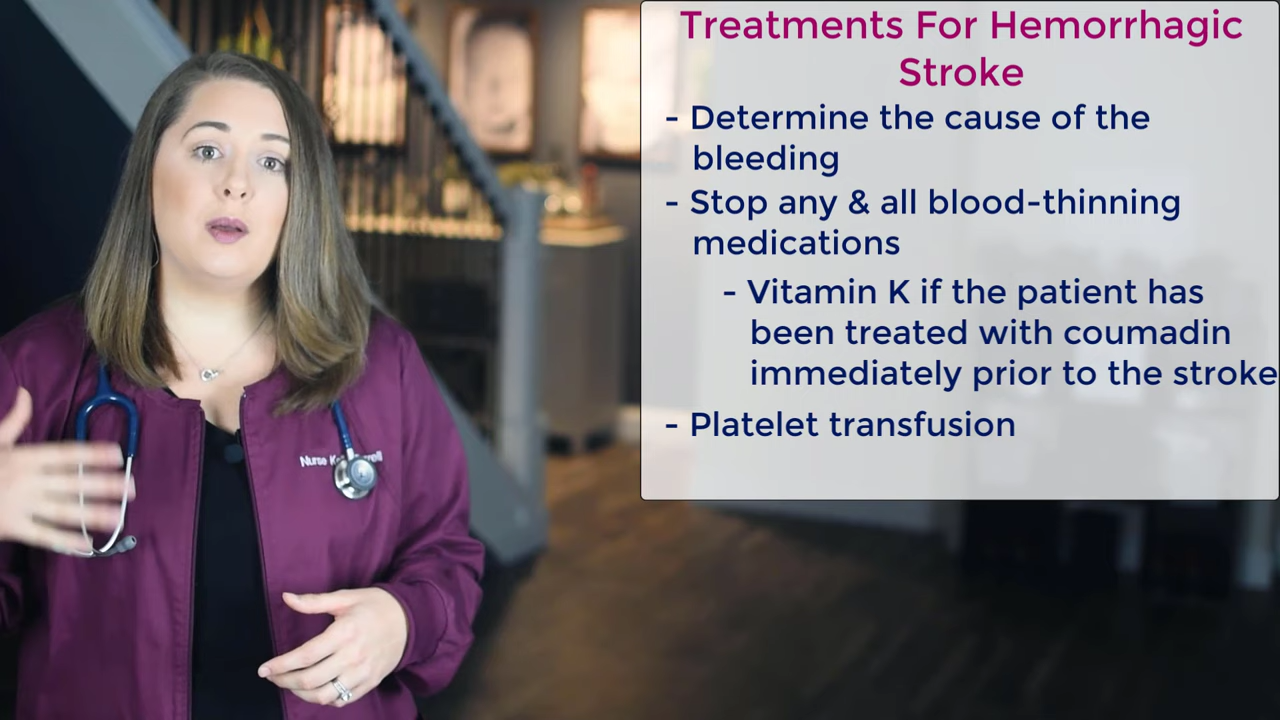 Treatments For Hemorrhagic
Stroke
- Determine the cause of the
bleeding
- Stop any & all blood-thinning
medications
- Vitamin K if the patient has
been treated with coumadin
immediately prior to the stroke
- Platelet transfusion
Nurse